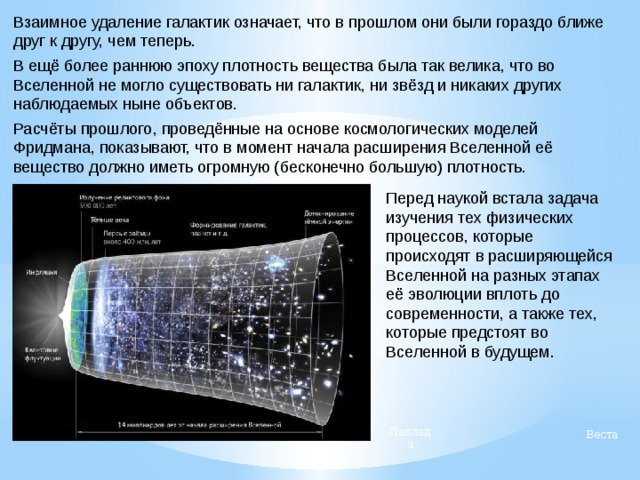 Взаимное удаление галактик означает, что в прошлом они были гораздо ближе
друг к другу, чем теперь.
В ещё более раннюю эпоху плотность вещества была так велика, что во
Вселенной не могло существовать ни галактик, ни звёзд и никаких других
наблюдаемых ныне объектов.
Расчёты прошлого, проведённые на основе космологических моделей
Фридмана, показывают, что в момент начала расширения Вселенной её
вещество должно иметь огромную (бесконечно большую) плотность.
Излучение реликтового фона
380 000 лет
Тёмные века
Первые звёзды
около 400 млн. лет
Формирование галактик,
планет и т.д.
Доминирование
тёмной энергии
Инфляция
Квантовые
флуктуации
14 миллиардов лет от начала расширения Вселенной
Перед наукой встала задача
изучения тех физических
процессов, которые
происходят в расширяющейся
Вселенной на разных этапах
её эволюции вплоть до
современности, а также тех,
которые предстоят во
Вселенной в будущем.
Паллад
а
Веста